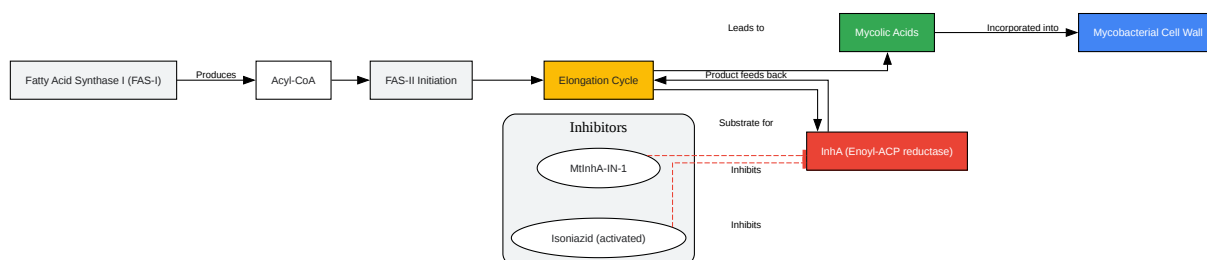 Leads to
Mycolic Acids
Incorporated into
Mycobacterial Cell Wall
Fatty Acid Synthase I (FAS-I)
Produces
Acyl-CoA
FAS-II Initiation
Elongation Cycle
Product feeds back
Substrate for
Inhibitors
InhA (Enoyl-ACP reductase)
MtInhA-IN-1
Inhibits
Isoniazid (activated)
Inhibits